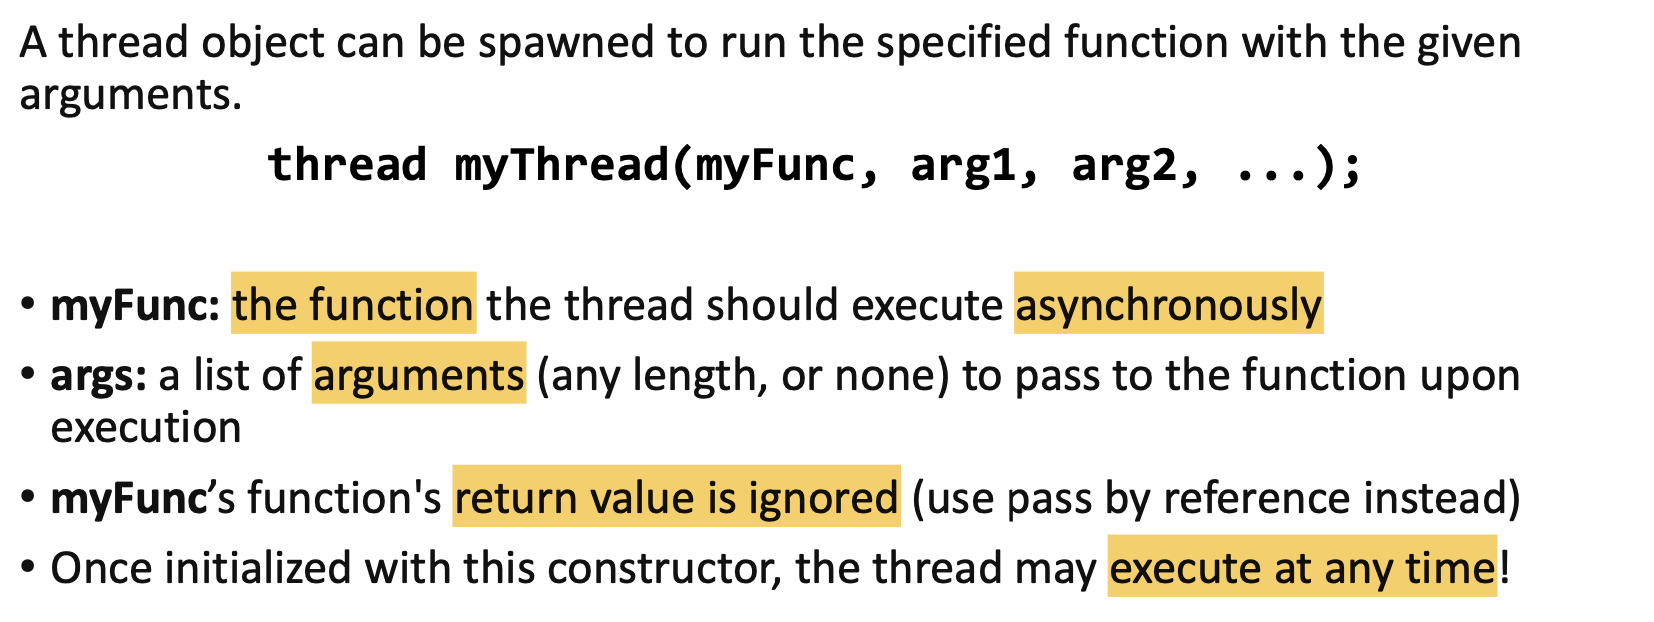 A thread object can be spawned to run the specified function with the given
arguments.
thread myThread(myFunc, arg1, arg2, ...);
• myFunc: the function the thread should execute asynchronously
• args: a list of arguments (any length, or none) to pass to the function upon
execution
• myFunc’s function's return value is ignored (use pass by reference instead)
• Once initialized with this constructor, the thread may execute at any time!